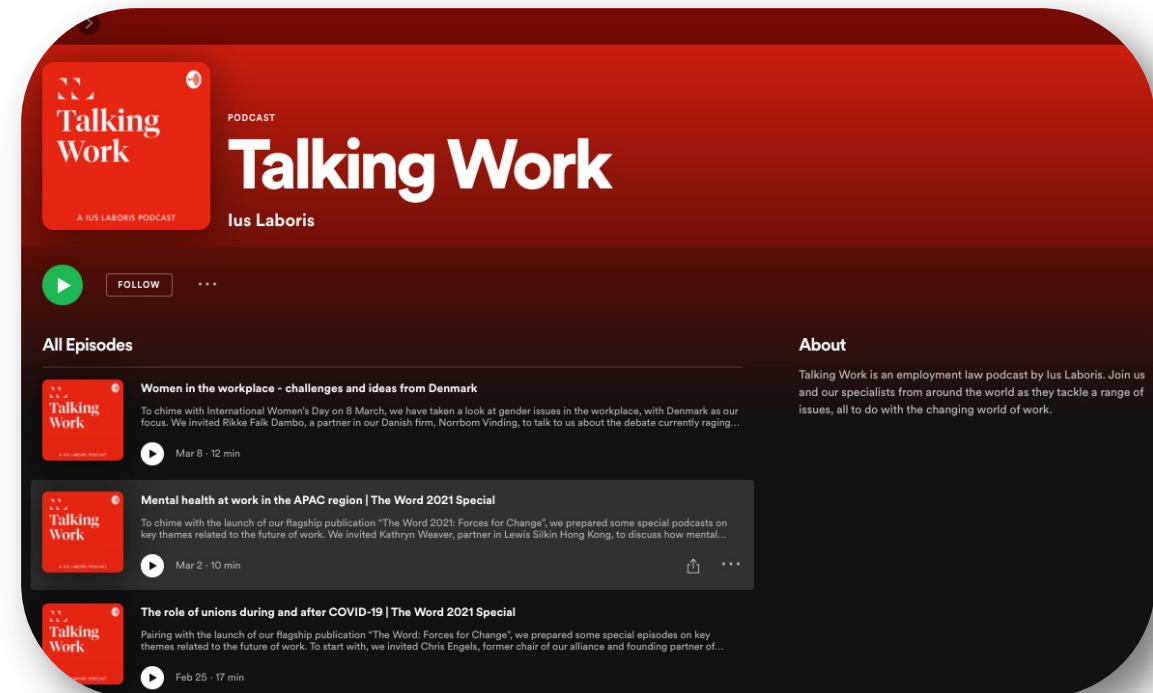 Talking
Work
A IUS LABORIS PODCAST
PODCAST
Talking Work
Ius Laboris
FOLLOW
All Episodes
Talking
Work
Women in the workplace - challenges and ideas from Denmark
To chime with International Women's Day on 8 March, we have taken a look at gender issues in the workplace, with Denmark as our
focus. We invited Rikke Falk Dambo, a partner in our Danish firm, Norrbom Vinding, to talk to us about the debate currently raging...
Mar 8 · 12 min
Talking
Work
Mental health at work in the APAC region | The Word 2021 Special
To chime with the launch of our flagship publication "The Word 2021: Forces for Change", we prepared some special podcasts on
key themes related to the future of work. We invited Kathryn Weaver, partner in Lewis Silkin Hong Kong, to discuss how mental...
Mar 2 · 10 min
Talking
Work
The role of unions during and after COVID-19 | The Word 2021 Special
Pairing with the launch of our flagship publication "The Word: Forces for Change", we prepared some special episodes on key
themes related to the future of work. To start with, we invited Chris Engels, former chair of our alliance and founding partner of...
Feb 25 · 17 min
About
Talking Work is an employment law podcast by Ius Laboris. Join us
and our specialists from around the world as they tackle a range of
issues, all to do with the changing world of work.